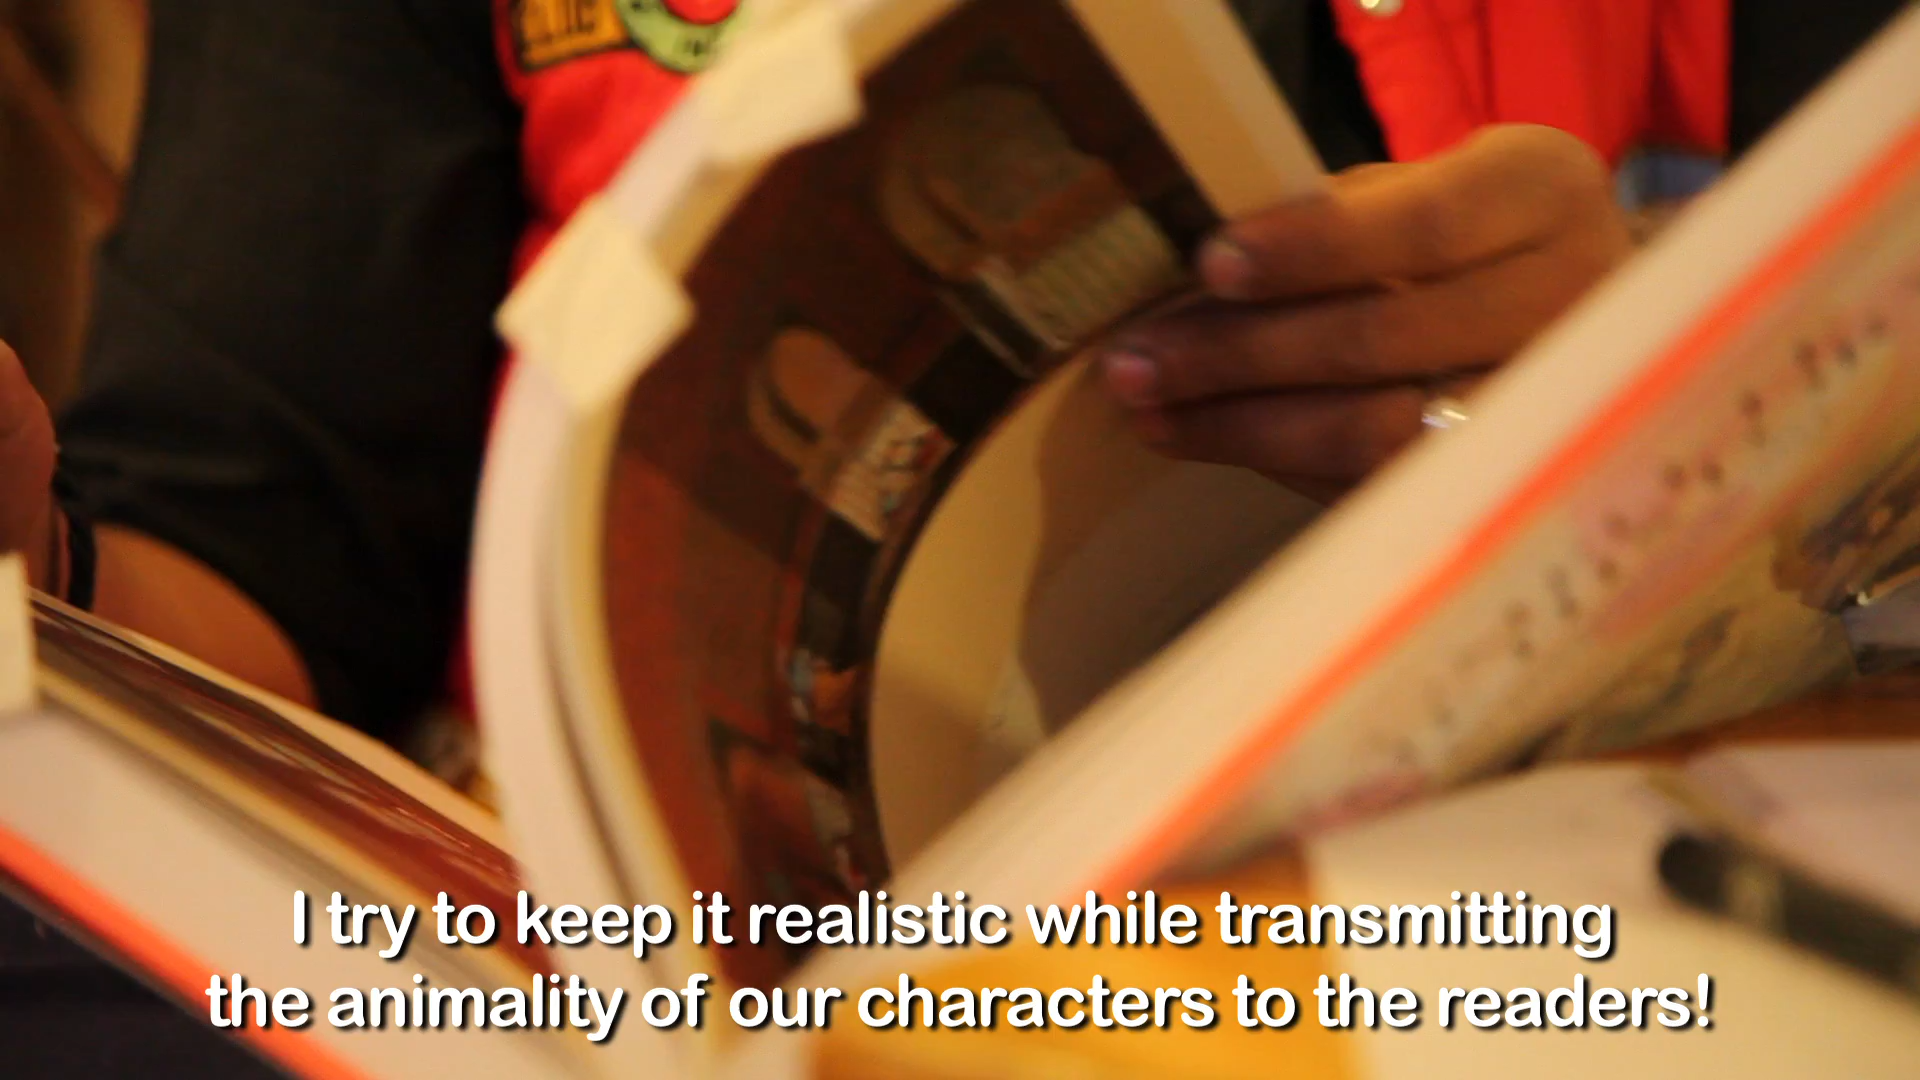 I try to keep it realistic while transmitting
the animality of our characters to the readers!